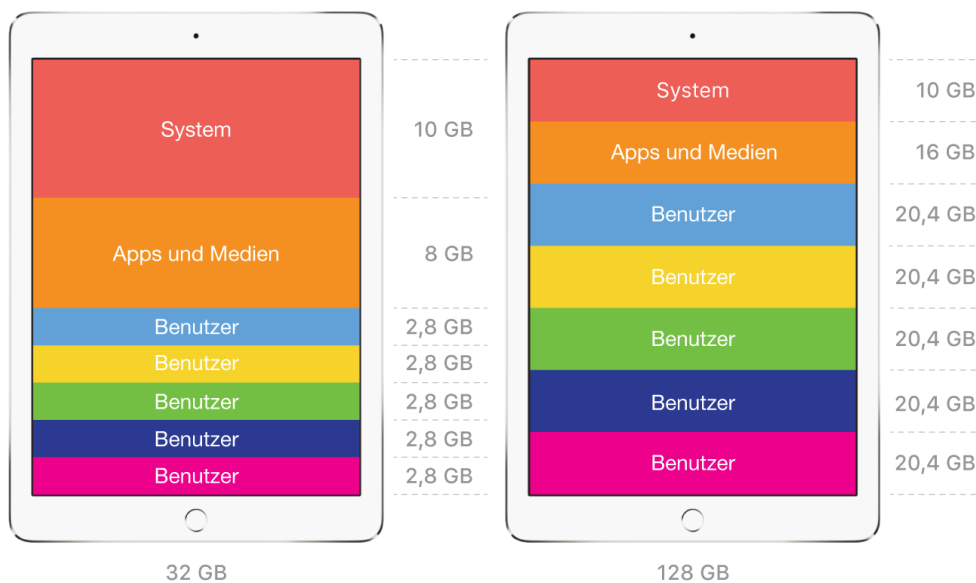 System
10 GB
Apps und Medien
8 GB
Benutzer
2,8 GB
Benutzer
2,8 GB
Benutzer
2,8 GB
Benutzer
2,8 GB
Benutzer
2,8 GB
32 GB
System
10 GB
Apps und Medien
16 GB
Benutzer
20,4 GB
Benutzer
20,4 GB
Benutzer
20,4 GB
Benutzer
20,4 GB
Benutzer
20,4 GB
128 GB